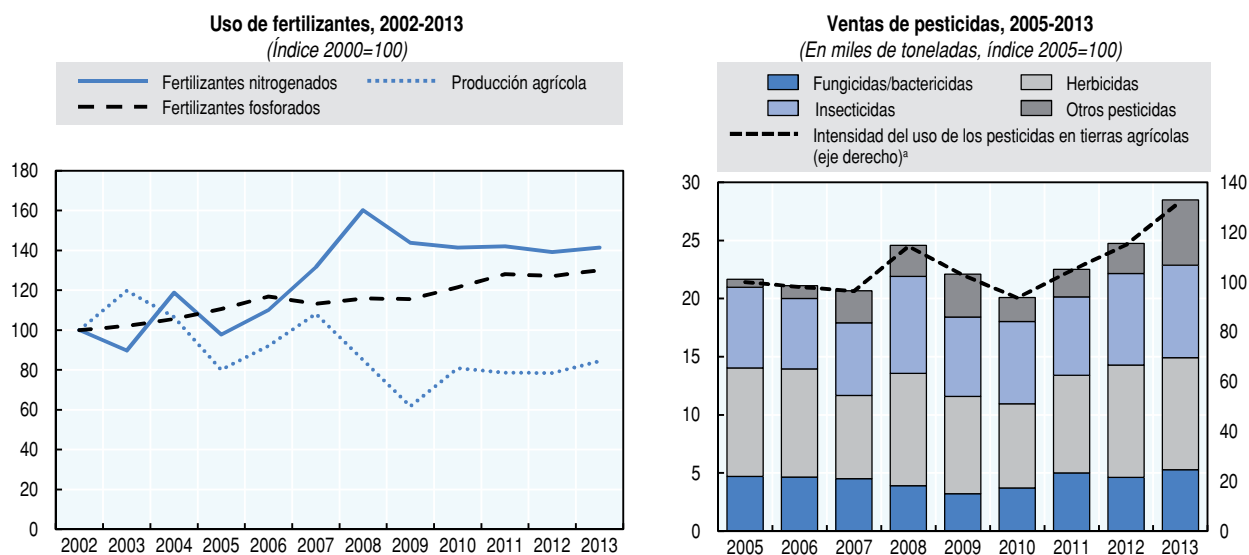 Uso de fertilizantes, 2002-2013
(Índice 2000=100)
Fertilizantes nitrogenados
Producción agrícola
Fertilizantes fosforados
180
160
140
120
100
80
60
40
20
0
2002 2003 2004 2005 2006 2007 2008 2009 2010 2011 2012 2013
Ventas de pesticidas, 2005-2013
(En miles de toneladas, índice 2005=100)
Fungicidas/bactericidas
Herbicidas
Insecticidas
Otros pesticidas
Intensidad del uso de los pesticidas en tierras agrícolas
(eje derecho)ᵃ
30
25
20
15
10
5
0
140
120
100
80
60
40
20
0
2005 2006 2007 2008 2009 2010 2011 2012 2013